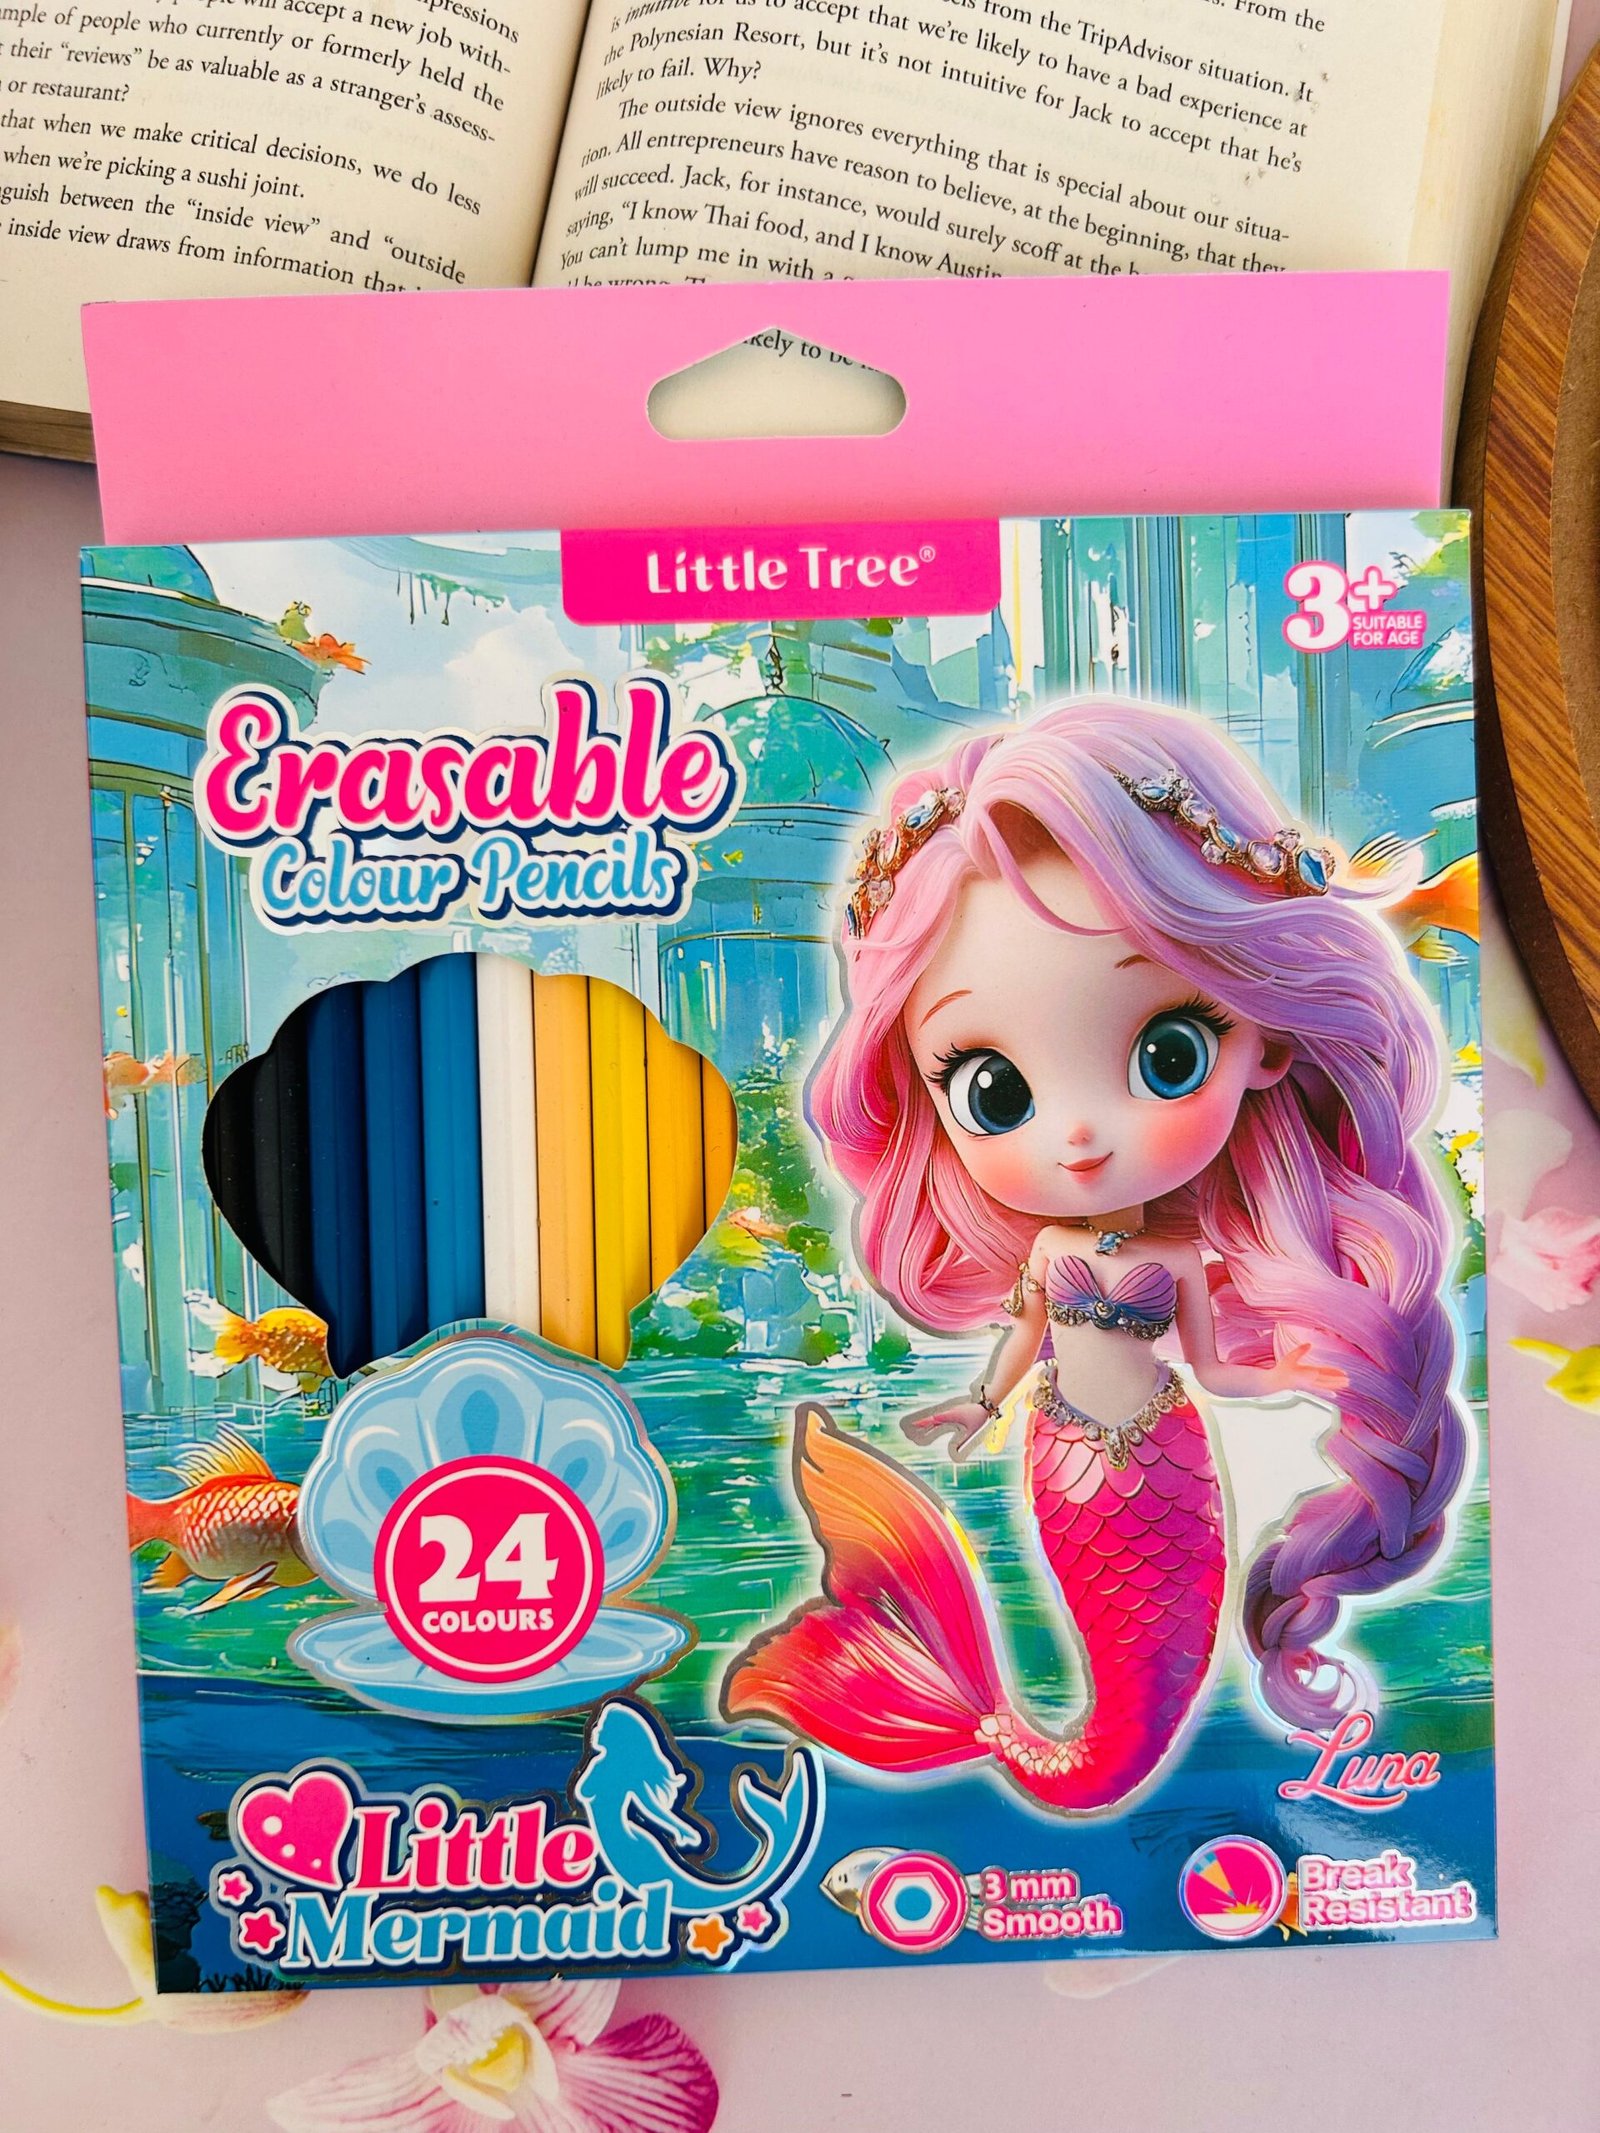 accept a new job with-
ample of people who currently or formerly held the
their “reviews” be as valuable as a stranger’s assess-
or restaurant?
that when we make critical decisions, we do less
when we’re picking a sushi joint.
between the “inside view” and “outside
inside view draws from information that
From the
from the TripAdvisor situation. It
is intuitive for us to accept that we’re likely to have a bad experience at
the Polynesian Resort, but it’s not intuitive for Jack to accept that he’s
likely to fail. Why?
The outside view ignores everything that is special about our situa-
tion. All entrepreneurs have reason to believe, at the beginning, that they
will succeed. Jack, for instance, would surely scoff at the
saying, “I know Thai food, and I know Austin
You can’t lump me in with a
likely to be
Little Tree®
3+
SUITABLE
FOR AGE
Erasable
Colour Pencils
24
COLOURS
Luna
Little
Mermaid
3 mm
Smooth
Break
Resistant